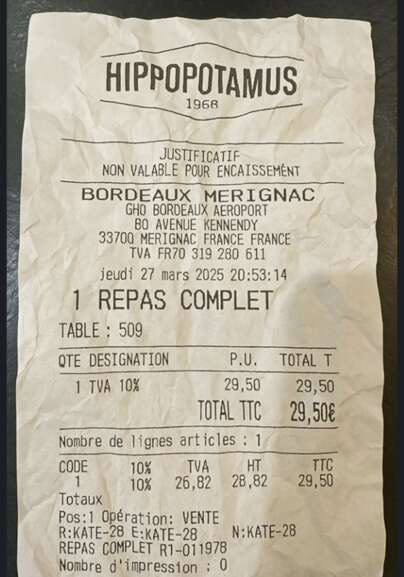 HIPPOPOTAMUS
1968
JUSTIFICATIF
NON VALABLE POUR ENCAISSEMENT
BORDEAUX MERIGNAC
GHO BORDEAUX AEROPORT
80 AVENUE KENNENDY
33700 MERIGNAC FRANCE FRANCE
TVA FR70 319 280 611
jeudi 27 mars 2025 20:53:14
1 REPAS COMPLET
TABLE : 509
QTE DESIGNATION P.U. TOTAL T
1 TVA 10% 29,50 29,50
TOTAL TTC 29,50€
Nombre de lignes articles : 1
CODE 10% TVA HT TTC
1 10% 26,82 28,82 29,50
Totaux
Pos:1 Opération: VENTE
R:KATE-28 E:KATE-28 N:KATE-28
REPAS COMPLET R1-011978
Nombre d'impression : 0